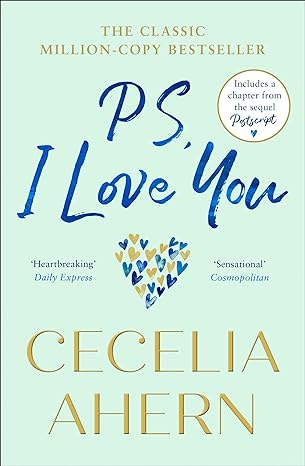 THE CLASSIC
MILLION-COPY BESTSELLER
Includes a
chapter from
the sequel
Postscript
PS,
I Love You
‘Heartbreaking’
Daily Express
‘Sensational’
Cosmopolitan
CECELIA
AHERN